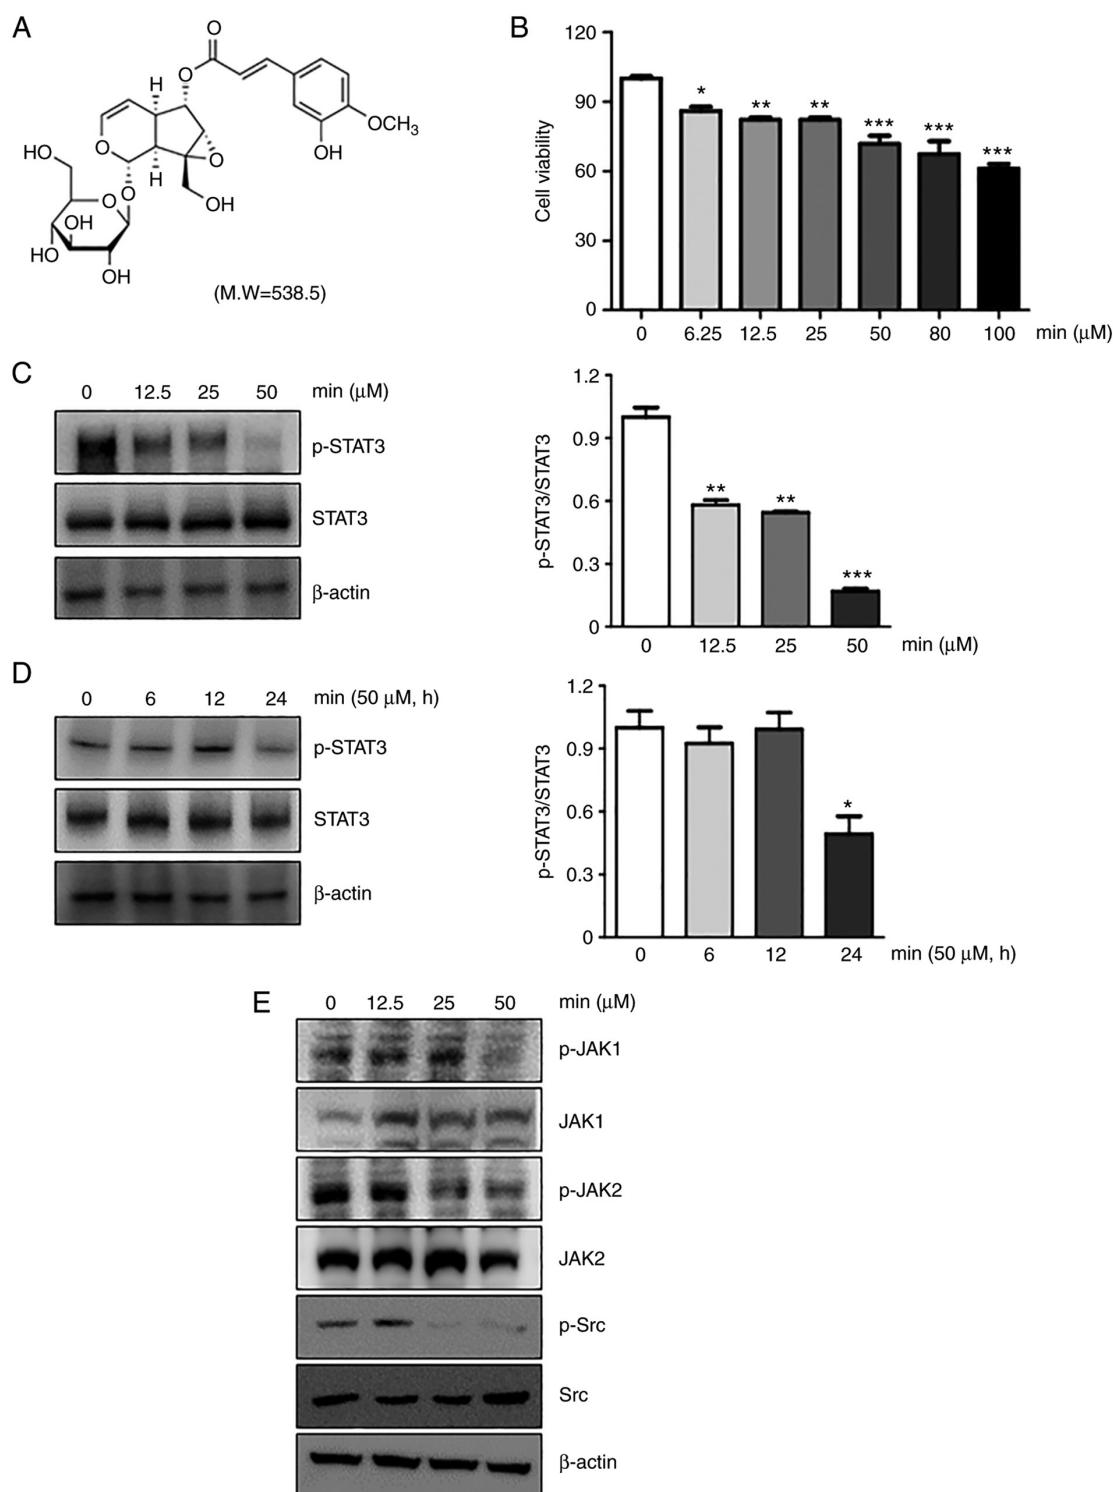 A
O
O
H
OCH3
OH
O
O
H
OH
HO
O
O
OH
HO
OH
(M.W=538.5)
B
120
90
60
30
0
Cell viability
*
**
**
***
***
***
0 6.25 12.5 25 50 80 100 min (μM)
C
0 12.5 25 50 min (μM)
p-STAT3
STAT3
β-actin
1.2
0.9
0.6
0.3
0
p-STAT3/STAT3
**
**
***
0 12.5 25 50 min (μM)
D
0 6 12 24 min (50 μM, h)
p-STAT3
STAT3
β-actin
1.2
0.9
0.6
0.3
0
p-STAT3/STAT3
*
0 6 12 24 min (50 μM, h)
E
0 12.5 25 50 min (μM)
p-JAK1
JAK1
p-JAK2
JAK2
p-Src
Src
β-actin